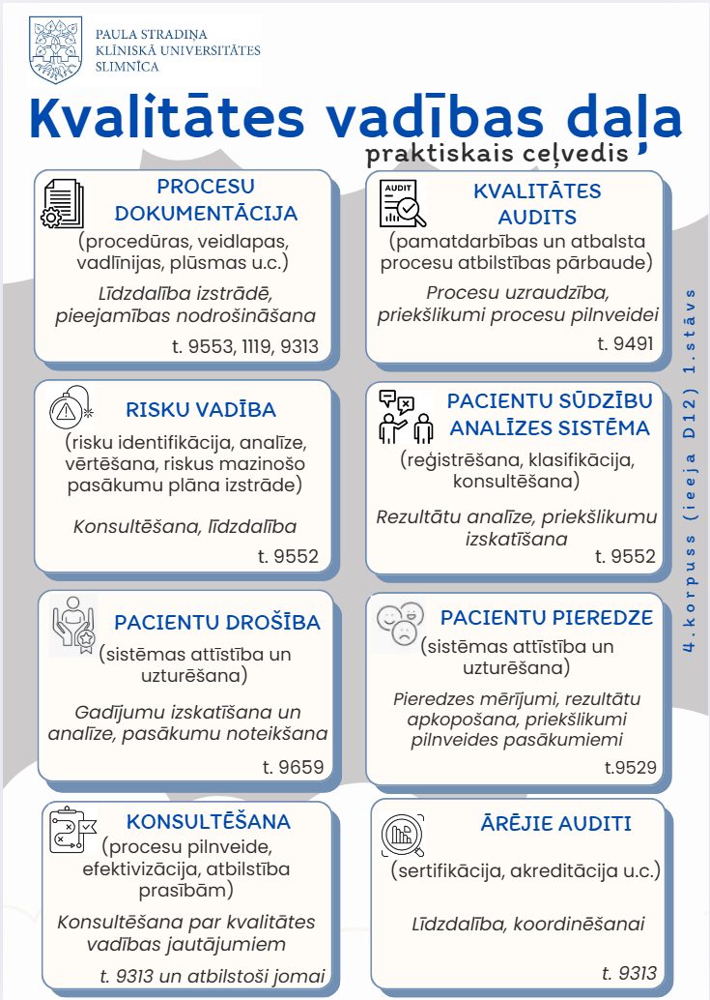 PAULA STRADIŅA
KLĪNISKĀ UNIVERSITĀTES
SLIMNĪCA
Kvalitātes vadības daļa
praktiskais ceļvedis
PROCESU
DOKUMENTĀCIJA
(procedūras, veidlapas,
vadlīnijas, plūsmas u.c.)
Līdzdalība izstrādē,
pieejamības nodrošināšana
t. 9553, 1119, 9313
AUDIT
KVALITĀTES
AUDITS
(pamatdarbības un atbalsta
procesu atbilstības pārbaude)
Procesu uzraudzība,
priekšlikumi procesu pilnveidei
t. 9491
RISKU VADĪBA
(risku identifikācija, analīze,
vērtēšana, riskus mazinošo
pasākumu plāna izstrāde)
Konsultēšana, līdzdalība
t. 9552
PACIENTU SŪDZĪBU
ANALĪZES SISTĒMA
(reģistrēšana, klasifikācija,
konsultēšana)
Rezultātu analīze, priekšlikumu
izskatīšana
t. 9552
PACIENTU DROŠĪBA
(sistēmas attīstība un
uzturēšana)
Gadījumu izskatīšana un
analīze, pasākumu noteikšana
t. 9659
PACIENTU PIEREDZE
(sistēmas attīstība un
uzturēšana)
Pieredzes mērījumi, rezultātu
apkopošana, priekšlikumi
pilnveides pasākumiemi
t.9529
KONSULTĒŠANA
(procesu pilnveide,
efektivizācija, atbilstība
prasībām)
Konsultēšana par kvalitātes
vadības jautājumiem
t. 9313 un atbilstoši jomai
ĀRĒJIE AUDITI
(sertifikācija, akreditācija u.c.)
Līdzdalība, koordinēšanai
t. 9313
4.korpuss (ieeja D12) 1.stāvs